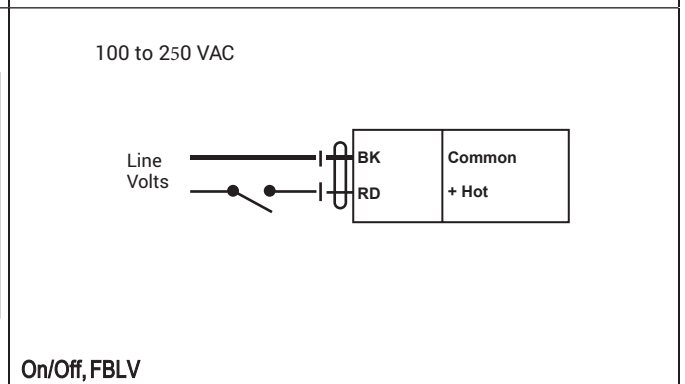 100 to 250 VAC
Line
Volts
BK
Common
RD
+ Hot
On/Off, FBLV